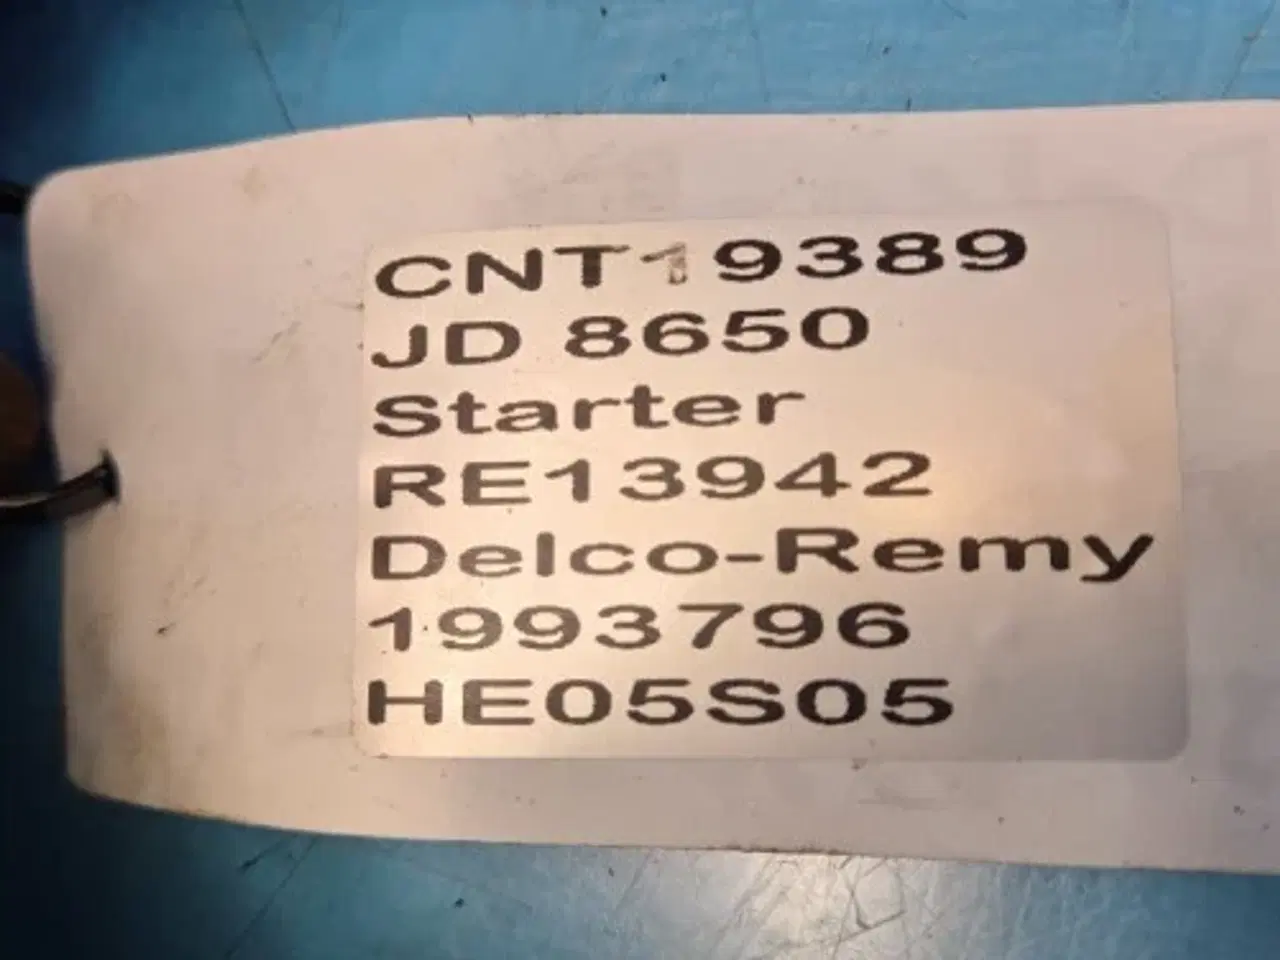 CNT19389
JD 8650
Starter
RE13942
Delco-Remy
1993796
HE05S05